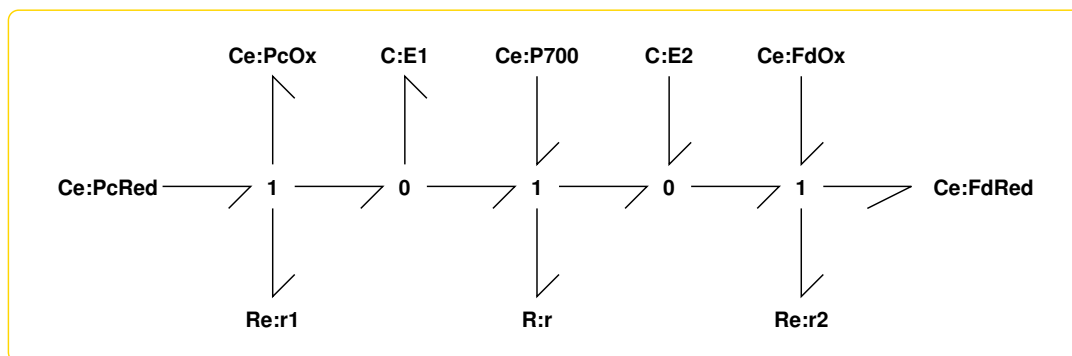 Ce:PcOx C:E1 Ce:P700 C:E2 Ce:FdOx
Ce:PcRed 1 0 1 0 1 Ce:FdRed
Re:r1 R:r Re:r2